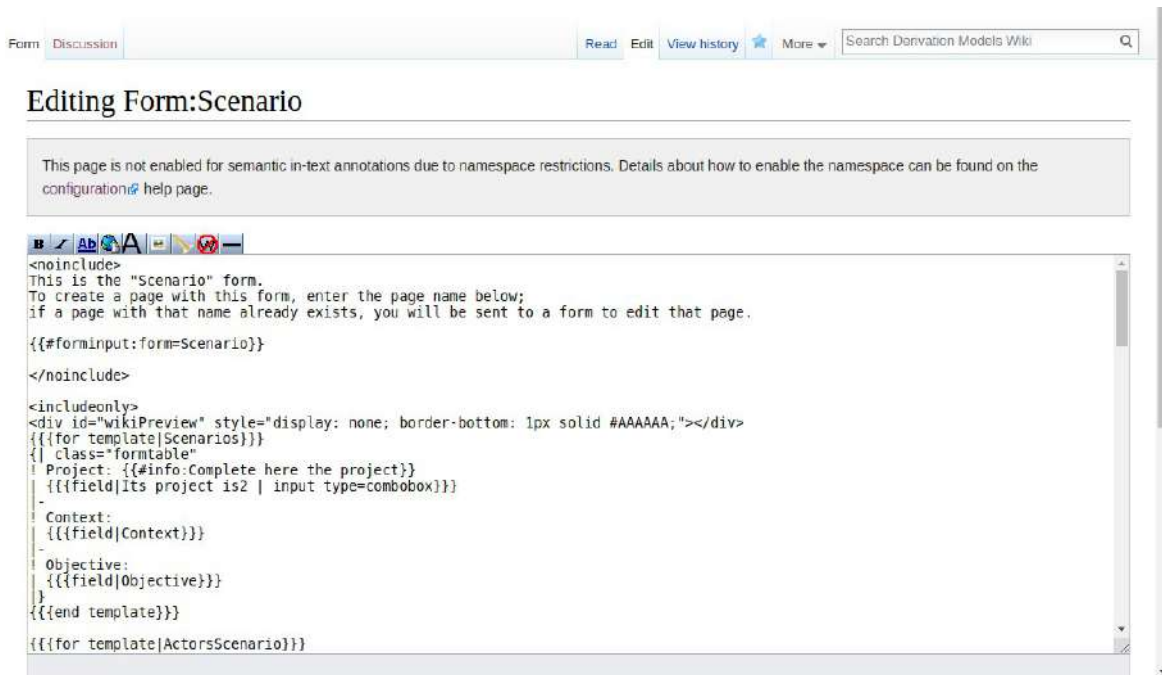 Form Discussion Read Edit View history More Search Derivation Models Wiki
Editing Form:Scenario
This page is not enabled for semantic in-text annotations due to namespace restrictions. Details about how to enable the namespace can be found on the
configuration help page.
B I Ab A
<noinclude>
This is the "Scenario" form.
To create a page with this form, enter the page name below;
if a page with that name already exists, you will be sent to a form to edit that page.
{{#forminput:form=Scenario}}
</noinclude>
<includeonly>
<div id="wikiPreview" style="display: none; border-bottom: 1px solid #AAAAAA;"></div>
{{{for template|Scenarios}}}
{| class="formtable"
! Project: {{#info:Complete here the project}}
| {{{field|Its project is2 | input type=combobox}}}
|-
! Context:
| {{{field|Context}}}
|-
! Objective:
| {{{field|Objective}}}
|}
{{{end template}}}
{{{for template|ActorsScenario}}}